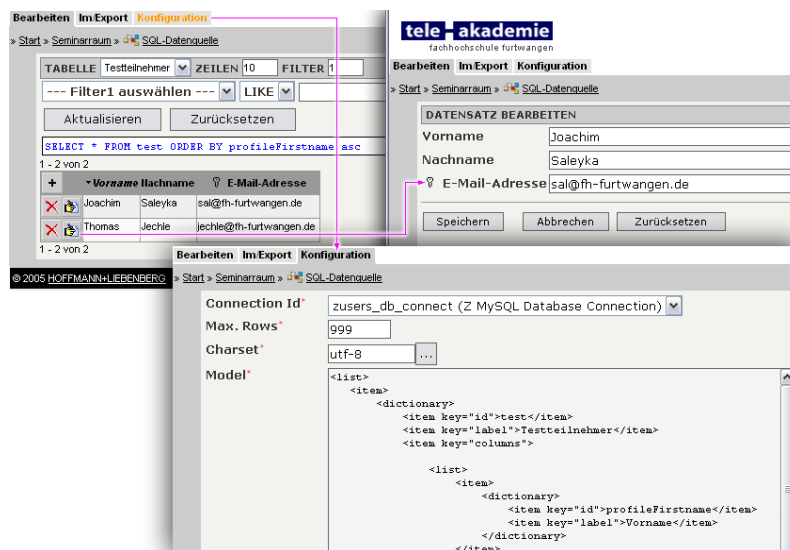 Bearbeiten Im/Export Konfiguration
» Start » Seminarraum » SQL-Datenquelle
TABELLE Testteilnehmer ZEILEN 10 FILTER 1
--- Filter1 auswählen --- LIKE
Aktualisieren Zurücksetzen
SELECT * FROM test ORDER BY profileFirstname asc
1 - 2 von 2
+ Vorname Nachname E-Mail-Adresse
Joachim Saleyka sal@fh-furtwangen.de
Thomas Jechle jechle@fh-furtwangen.de
1 - 2 von 2
© 2005 HOFFMANN+LIEBENBERG
tele-akademie
fachhochschule furtwangen
Bearbeiten Im/Export Konfiguration
» Start » Seminarraum » SQL-Datenquelle
DATENSATZ BEARBEITEN
Vorname Joachim
Nachname Saleyka
E-Mail-Adresse sal@fh-furtwangen.de
Speichern Abbrechen Zurücksetzen
Bearbeiten Im/Export Konfiguration
» Start » Seminarraum » SQL-Datenquelle
Connection Id* zusers_db_connect (Z MySQL Database Connection)
Max. Rows* 999
Charset* utf-8 ...
Model* <list>
<item>
<dictionary>
<item key="id">test</item>
<item key="label">Testteilnehmer</item>
<item key="columns">
<list>
<item>
<dictionary>
<item key="id">profileFirstname</item>
<item key="label">Vorname</item>
</dictionary>
</item>